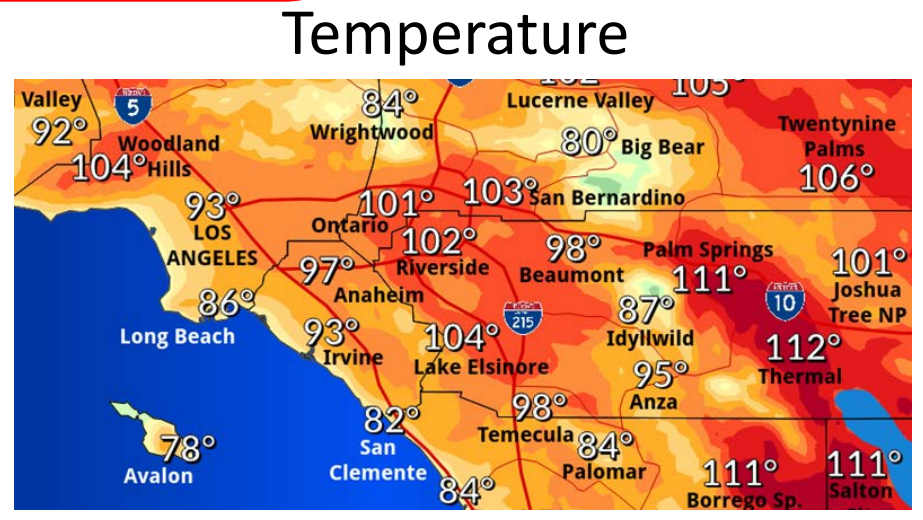 Temperature
Valley
92°
5
Woodland
104° Hills
84°
Wrightwood
Lucerne Valley
80° Big Bear
Twentynine
Palms
106°
93°
LOS
ANGELES
101°
Ontario
103° San Bernardino
102°
Riverside
98°
Beaumont
Palm Springs
111°
101°
Joshua
Tree NP
97°
Anaheim
86°
Long Beach
93°
Irvine
215
104°
Lake Elsinore
87°
Idyllwild
10
112°
Thermal
95°
Anza
78°
Avalon
82°
San
Clemente
98°
Temecula
84°
Palomar
84°
111°
Borrego Sp.
111°
Salton